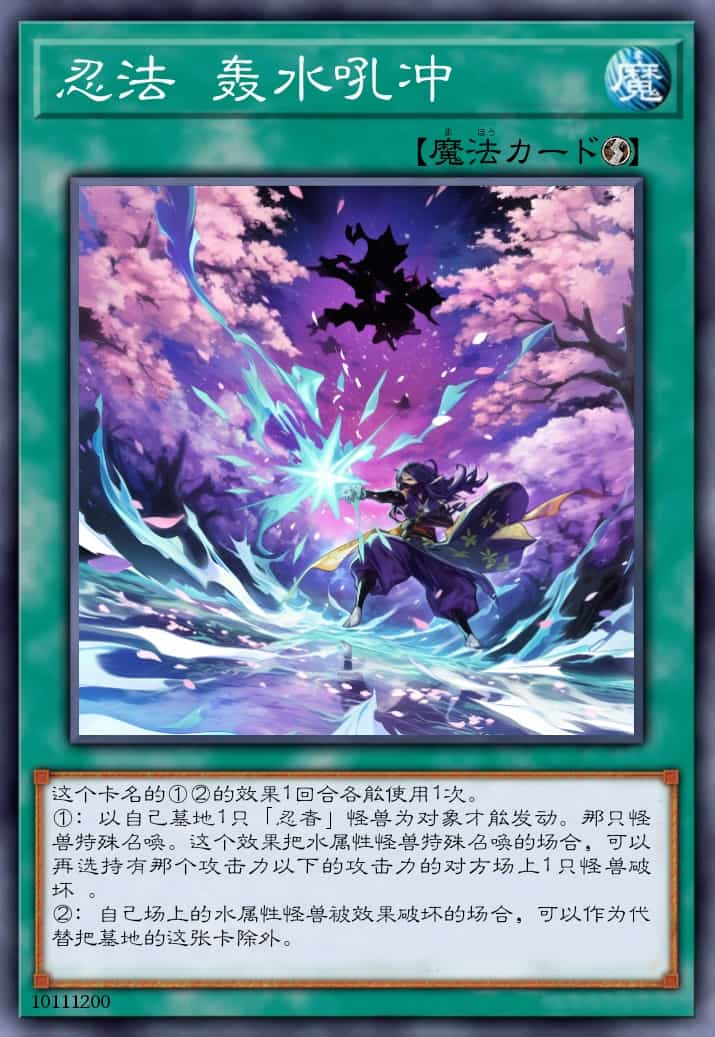 忍法 轰水吼冲
魔
まほう
【魔法カード】
这个卡名的①②的效果1回合各能使用1次。
①：以自己墓地1只「忍者」怪兽为对象才能发动。那只怪
兽特殊召唤。这个效果把水属性怪兽特殊召唤的场合，可以
再选持有那个攻击力以下的攻击力的对方场上1只怪兽破
坏 。
②：自己场上的水属性怪兽被效果破坏的场合，可以作为代
替把墓地的这张卡除外。
10111200